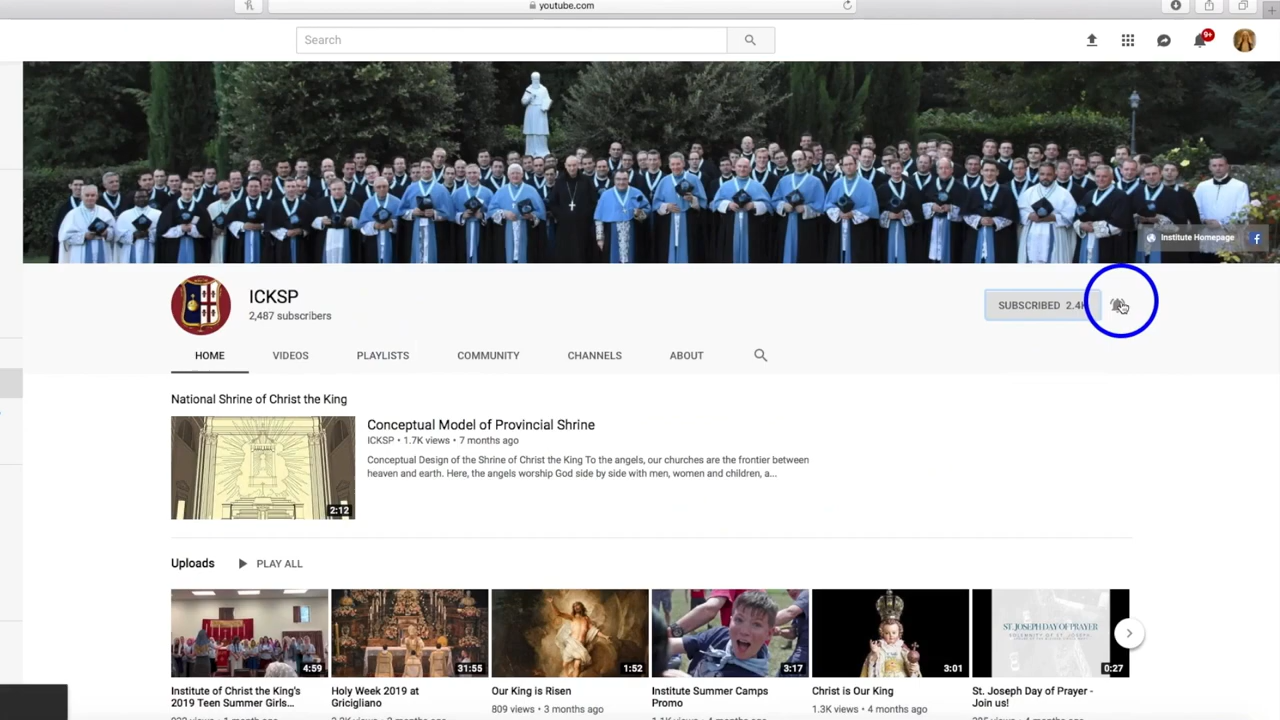 youtube.com
Search
9+
Institute Homepage
ICKSP
2,487 subscribers
SUBSCRIBED 2.4K
HOME VIDEOS PLAYLISTS COMMUNITY CHANNELS ABOUT
National Shrine of Christ the King
Conceptual Model of Provincial Shrine
ICKSP • 1.7K views • 7 months ago
Conceptual Design of the Shrine of Christ the King To the angels, our churches are the frontier between
heaven and earth. Here, the angels worship God side by side with men, women and children, a...
2:12
Uploads PLAY ALL
ST. JOSEPH DAY OF PRAYER
4:59 31:55 1:52 3:17 3:01 0:27
Institute of Christ the King's Holy Week 2019 at Our King is Risen Institute Summer Camps Christ is Our King St. Joseph Day of Prayer -
2019 Teen Summer Girls... Gricigliano 809 views • 3 months ago Promo 1.3K views • 4 months ago Join us!